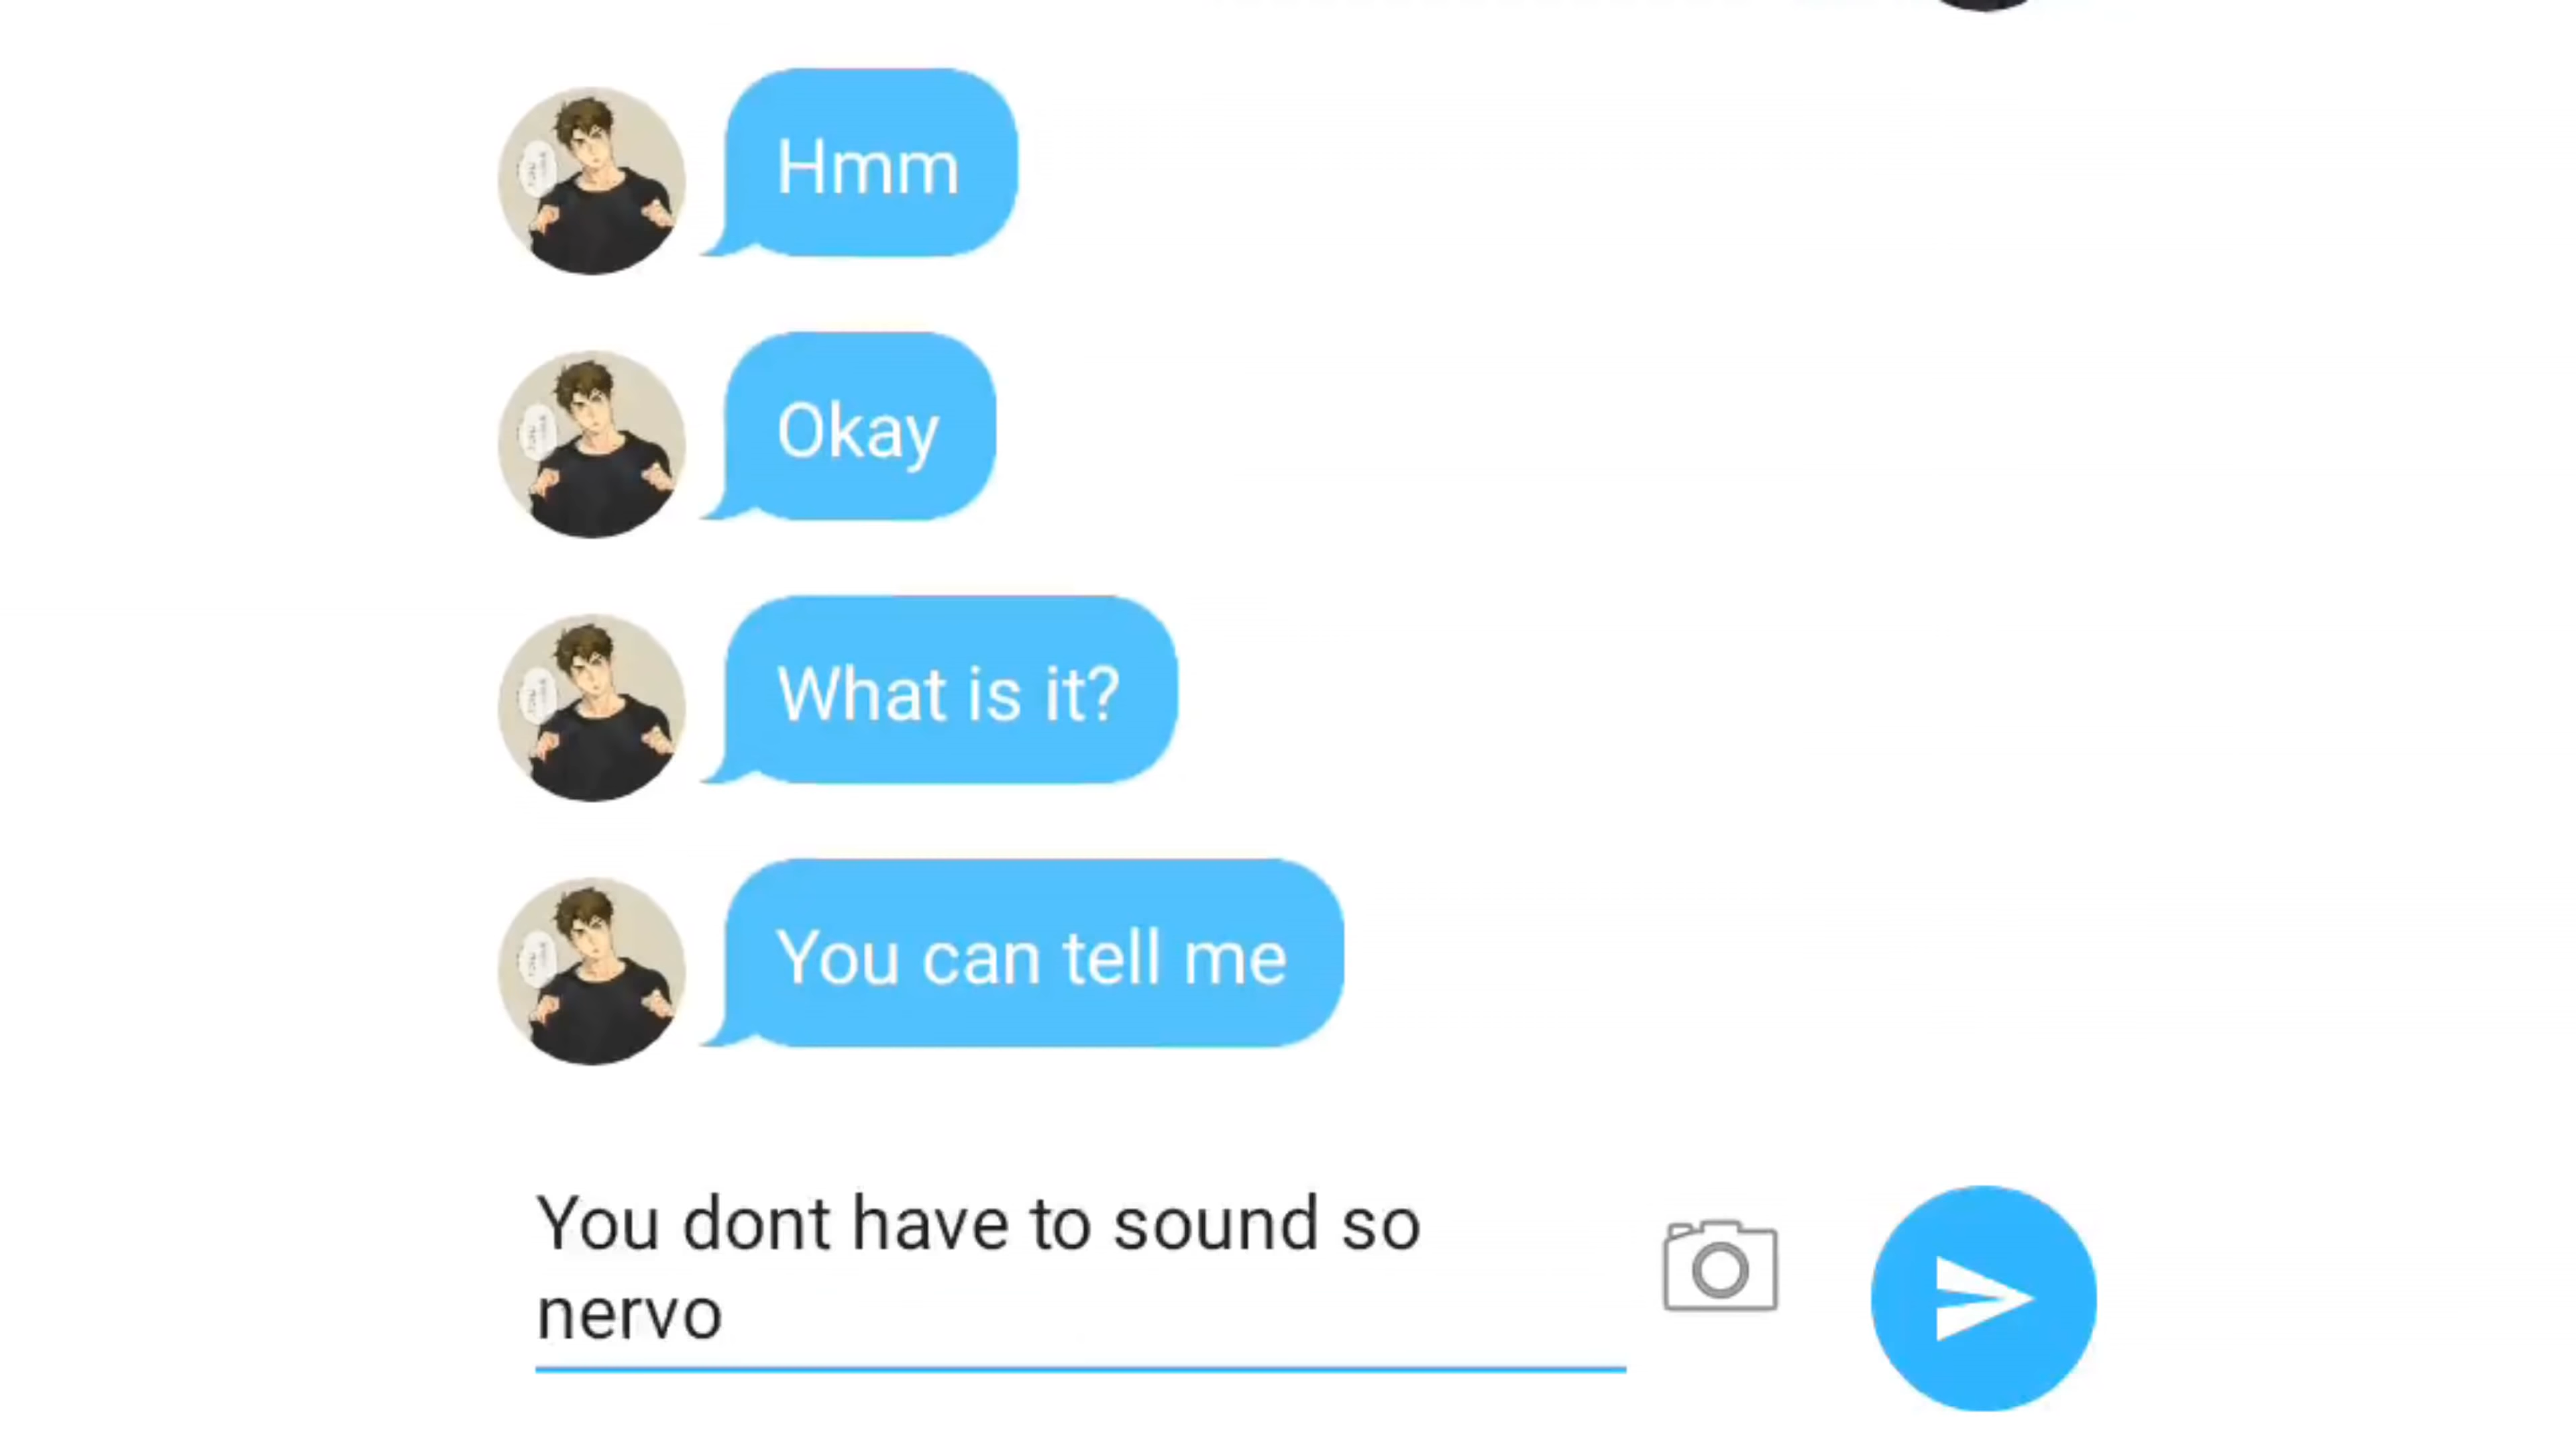 Hmm
Okay
What is it?
You can tell me
You dont have to sound so
nervo